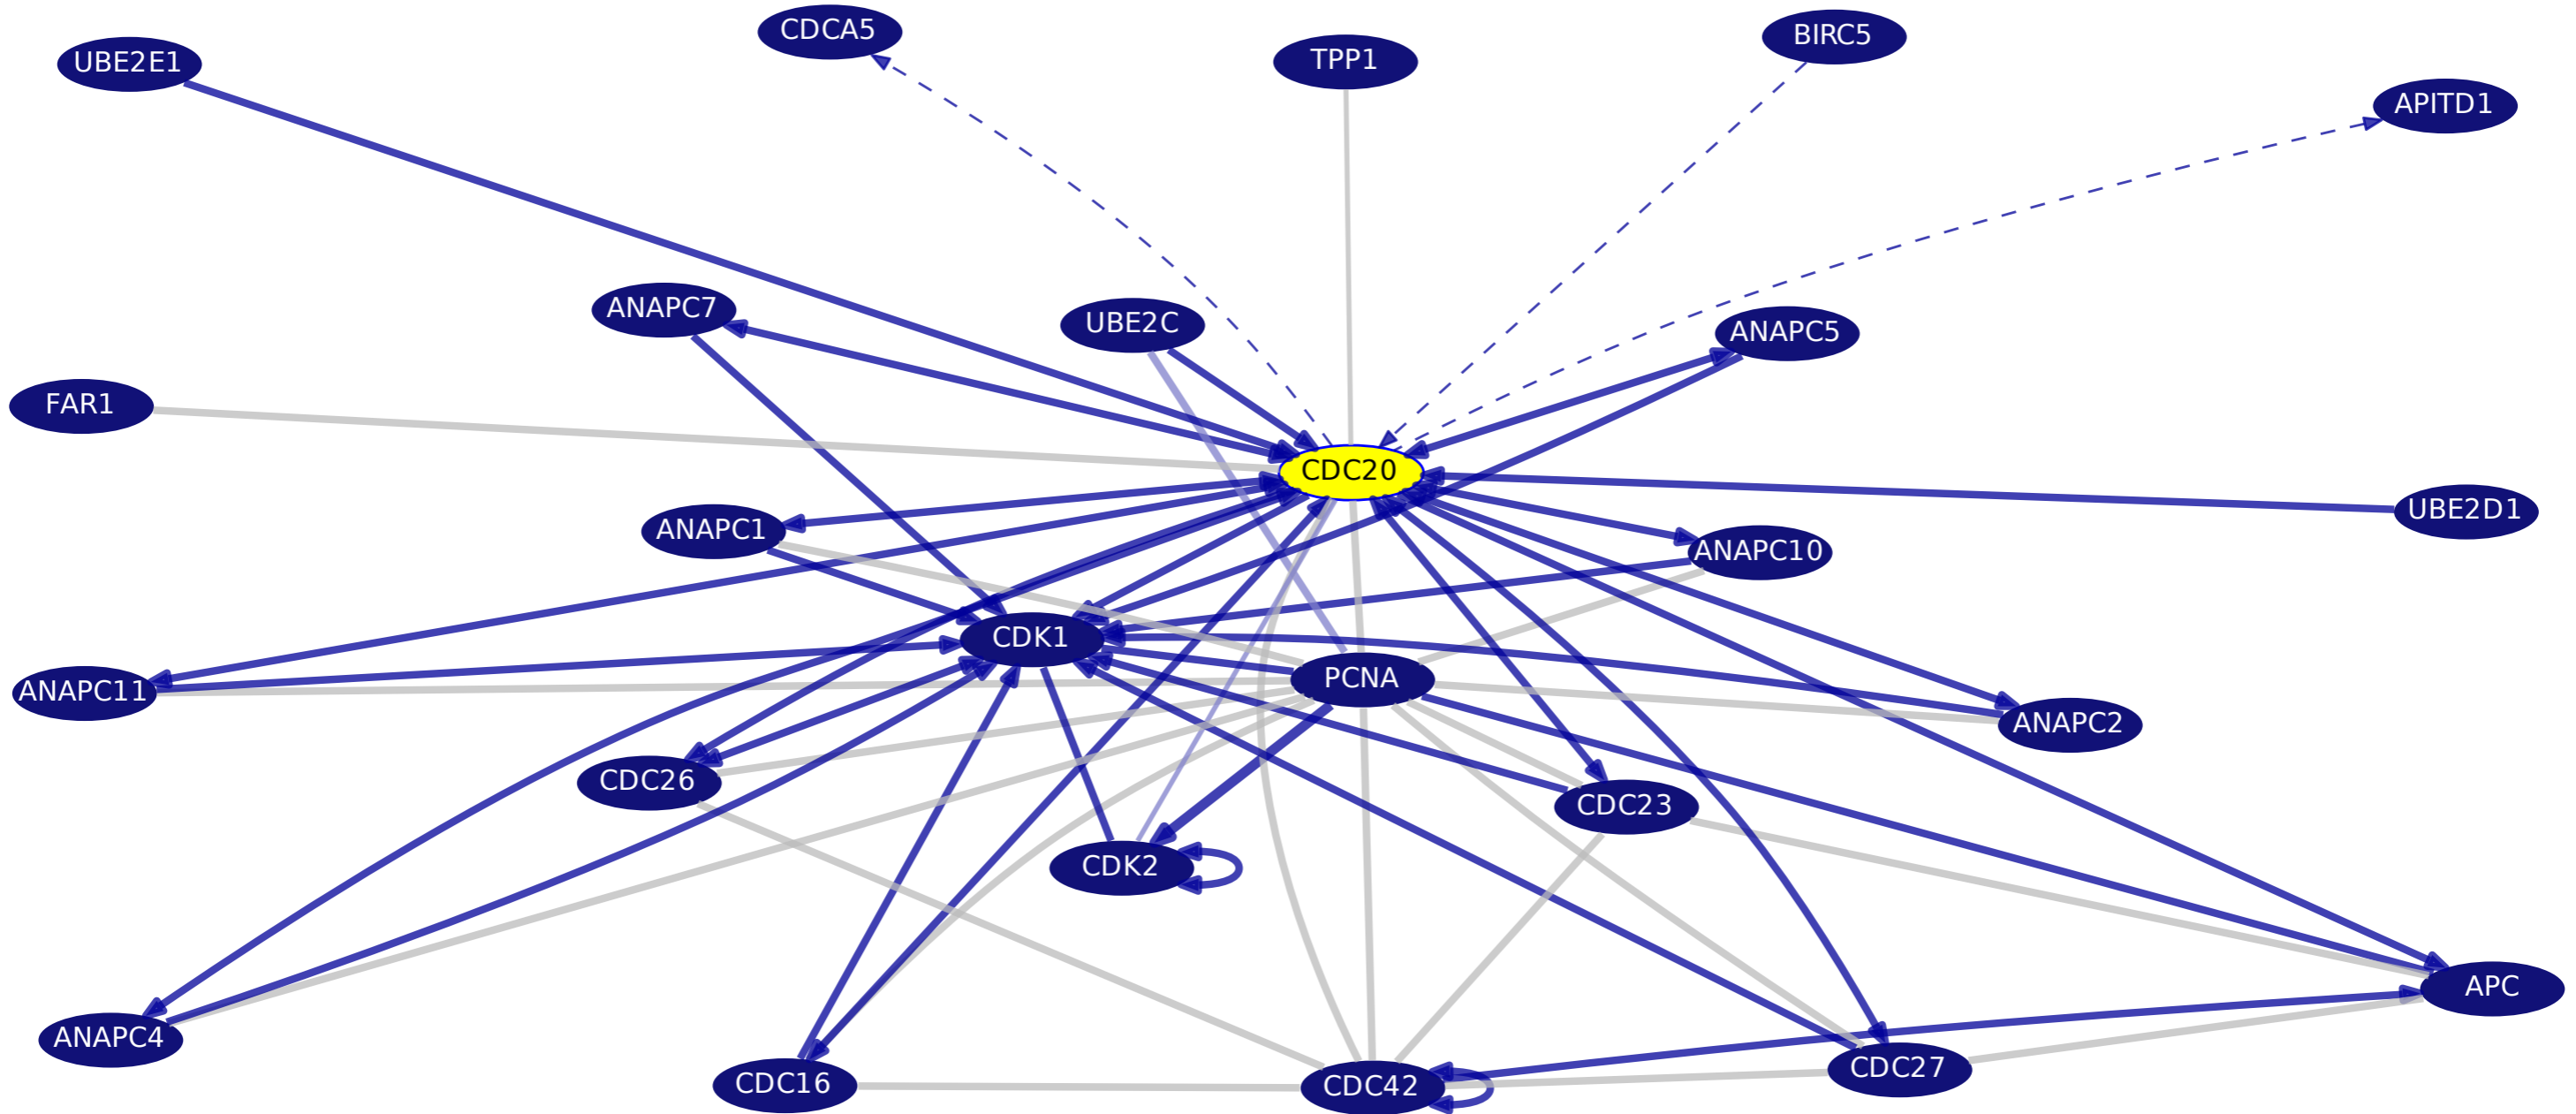 CDCA5
BIRC5
TPP1
UBE2E1
APITD1
ANAPC7
UBE2C
ANAPC5
FAR1
CDC20
UBE2D1
ANAPC1
ANAPC10
CDK1
PCNA
ANAPC11
ANAPC2
CDC26
CDC23
CDK2
APC
ANAPC4
CDC27
CDC16
CDC42